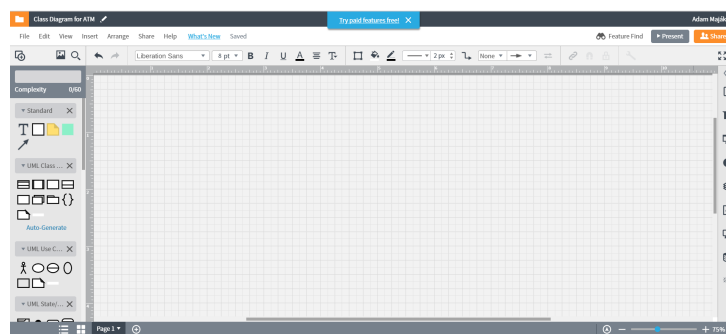 Class Diagram for ATM
Try paid features free!
Adam Maják
File Edit View Insert Arrange Share Help What's New Saved
Feature Find
Present
Share
Liberation Sans
8 pt
B I U A
2 px
None
Complexity 0/60
Standard
T
UML Class ...
Auto-Generate
UML Use C...
UML State/...
Page 1
75%